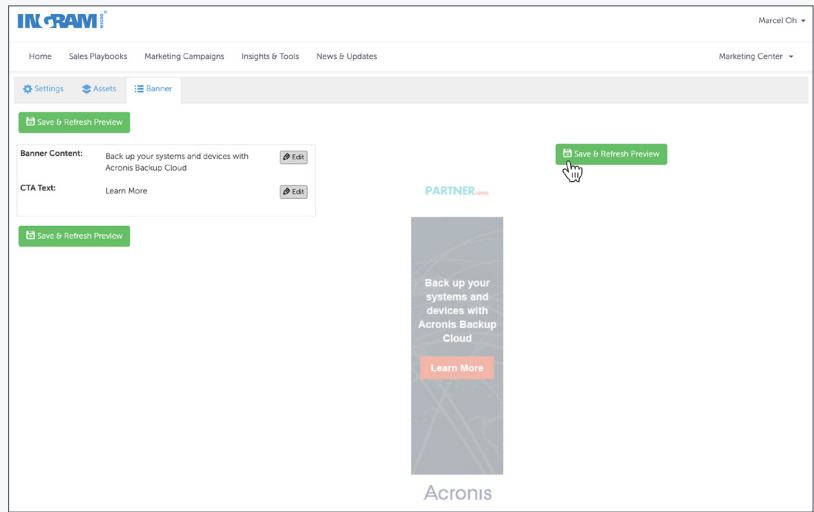 INGRAM MICRO®
Marcel Oh
Home Sales Playbooks Marketing Campaigns Insights & Tools News & Updates Marketing Center
Settings Assets Banner
Save & Refresh Preview
Banner Content: Back up your systems and devices with
Acronis Backup Cloud
Edit
CTA Text: Learn More
Edit
Save & Refresh Preview
Save & Refresh Preview
PARTNER
Back up your
systems and
devices with
Acronis Backup
Cloud
Learn More
Acronis